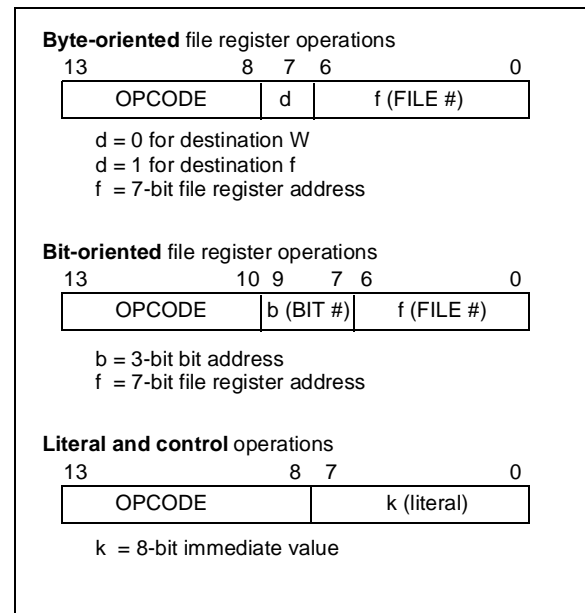 Byte-oriented file register operations
13 8 7 6 0
OPCODE d f (FILE #)
d = 0 for destination W
d = 1 for destination f
f = 7-bit file register address
Bit-oriented file register operations
13 10 9 7 6 0
OPCODE b (BIT #) f (FILE #)
b = 3-bit bit address
f = 7-bit file register address
Literal and control operations
13 8 7 0
OPCODE k (literal)
k = 8-bit immediate value